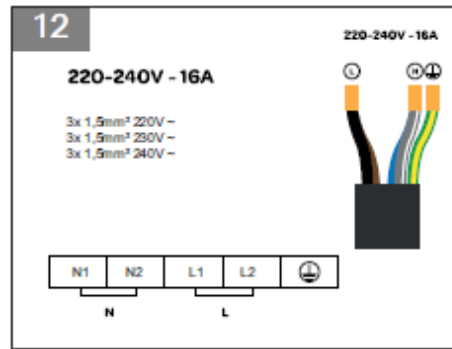 12
220-240V - 16A
220-240V - 16A
L N
3x 1,5mm² 220V ~
3x 1,5mm² 230V ~
3x 1,5mm² 240V ~
N1 N2 L1 L2
N L